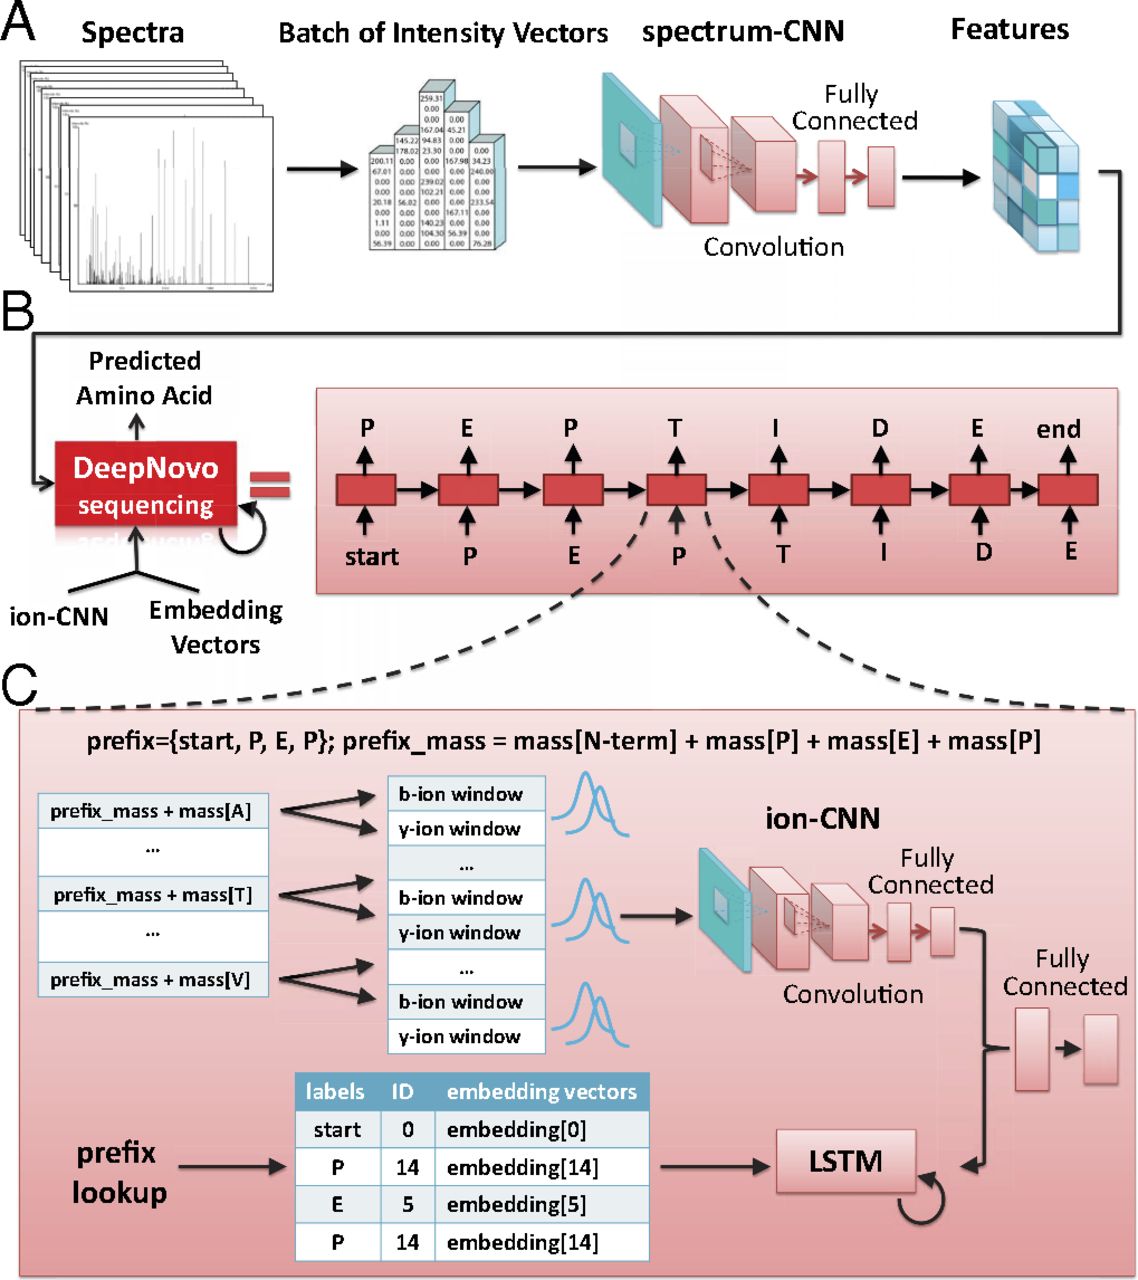 A
Spectra
Batch of Intensity Vectors
spectrum-CNN
Features
259.31
0.00
0.00
167.04
94.83
23.30
0.00
0.00
239.02
102.21
0.00
0.00
140.23
104.30
0.00
145.22
178.02
0.00
0.00
0.00
0.00
56.82
0.00
0.00
0.00
0.00
0.00
45.21
0.00
0.00
167.98
0.00
0.00
0.00
0.00
167.11
0.00
56.39
0.00
200.11
67.01
0.00
0.00
20.18
0.00
1.11
0.00
56.39
0.00
34.23
240.00
0.00
0.00
233.54
0.00
0.00
0.00
76.28
Fully
Connected
Convolution
B
Predicted
Amino Acid
DeepNovo
sequencing
ion-CNN
Embedding
Vectors
P E P T I D E end
start P E P T I D E
C
prefix={start, P, E, P}; prefix_mass = mass[N-term] + mass[P] + mass[E] + mass[P]
prefix_mass + mass[A]
...
prefix_mass + mass[T]
...
prefix_mass + mass[V]
b-ion window
y-ion window
...
b-ion window
y-ion window
...
b-ion window
y-ion window
ion-CNN
Fully
Connected
Convolution
Fully
Connected
prefix
lookup
labels ID embedding vectors
start 0 embedding[0]
P 14 embedding[14]
E 5 embedding[5]
P 14 embedding[14]
LSTM